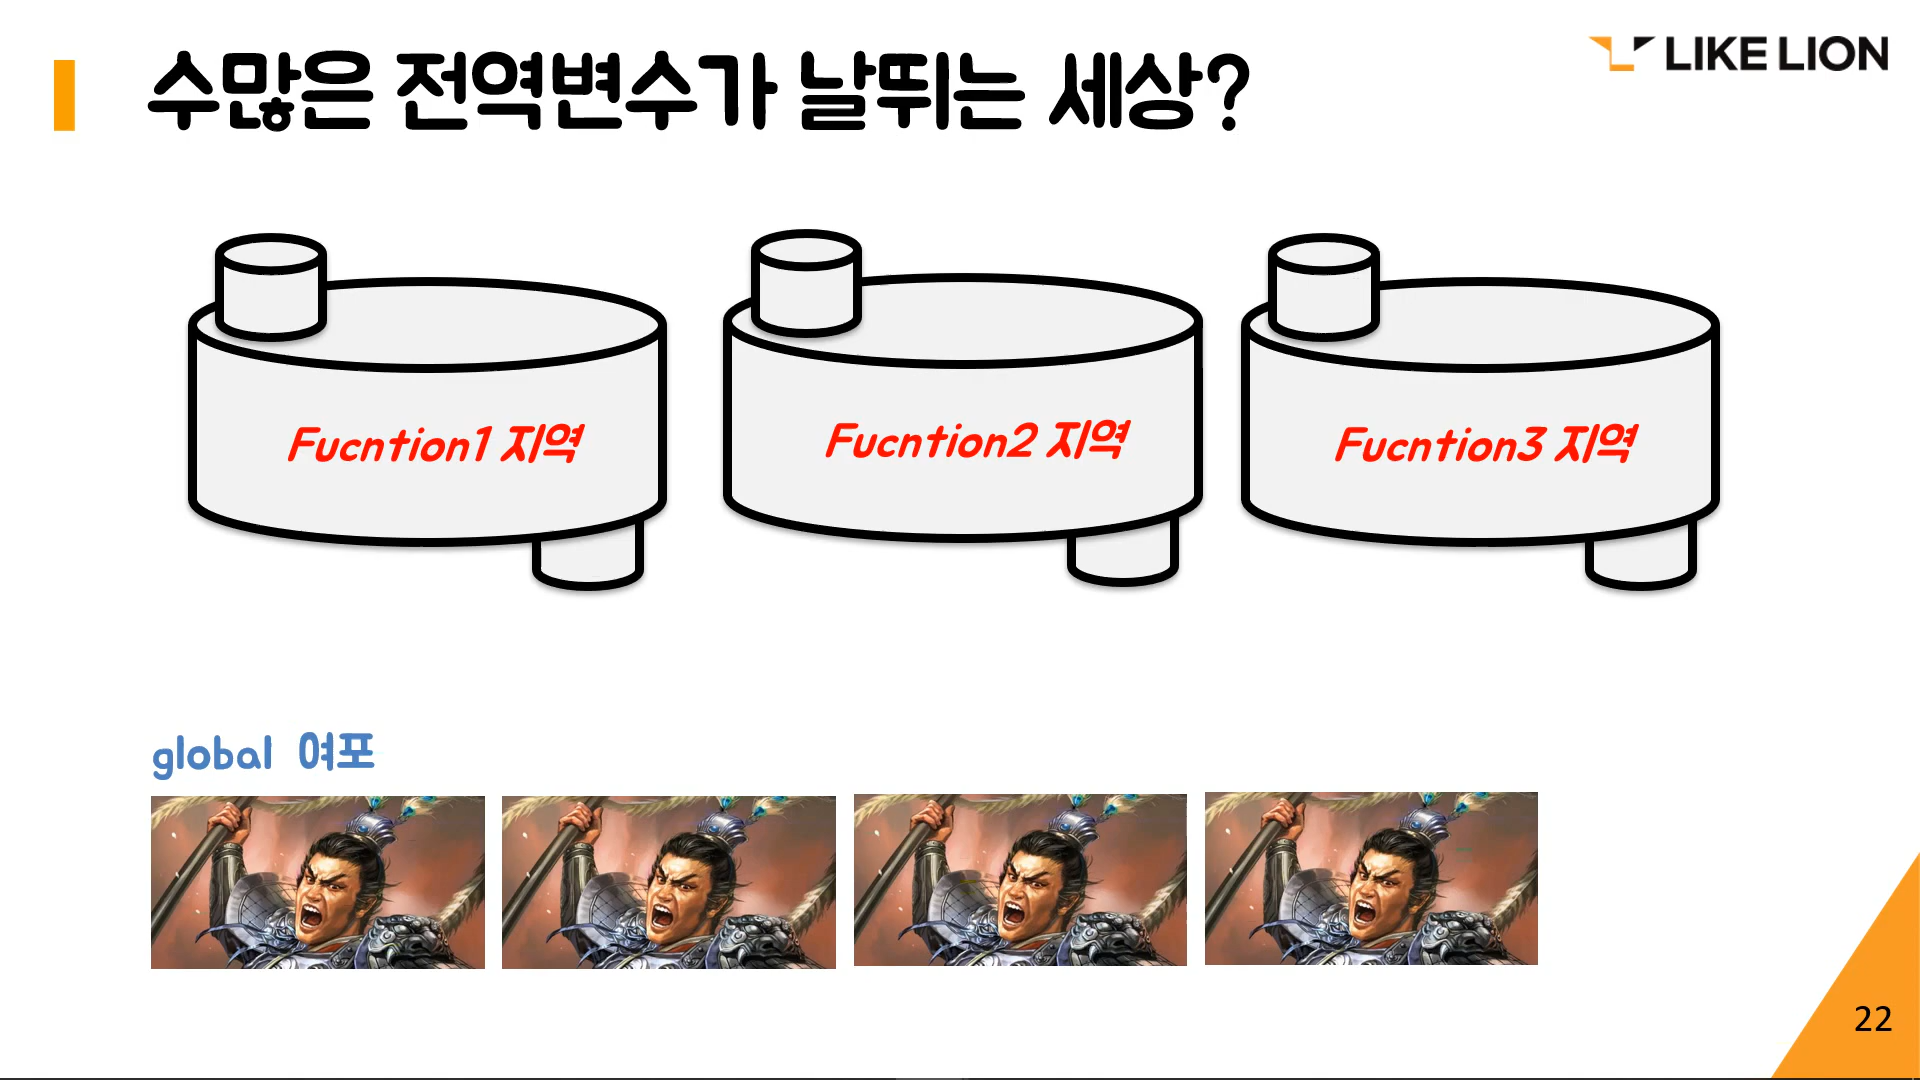 수많은 전역변수가 날뛰는 세상?
LIKE LION
Fucntion1 지역
Fucntion2 지역
Fucntion3 지역
global 여포
22